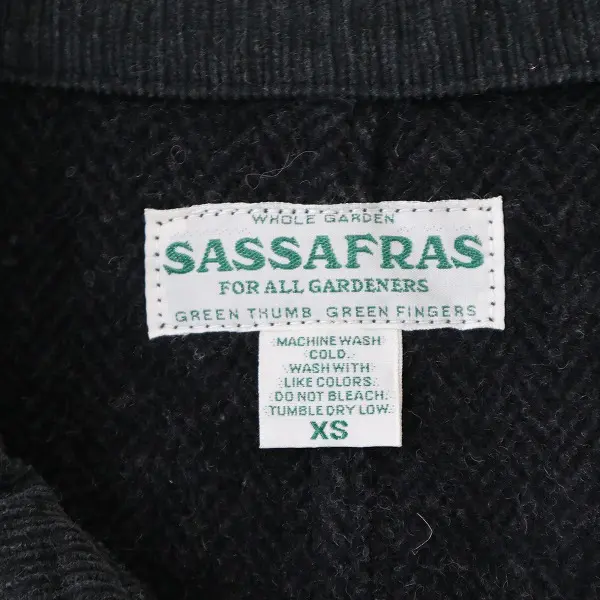 WHOLE GARDEN
SASSAFRAS
FOR ALL GARDENERS
GREEN THUMB GREEN FINGERS
MACHINE WASH
COLD.
WASH WITH
LIKE COLORS.
DO NOT BLEACH.
TUMBLE DRY LOW.
XS